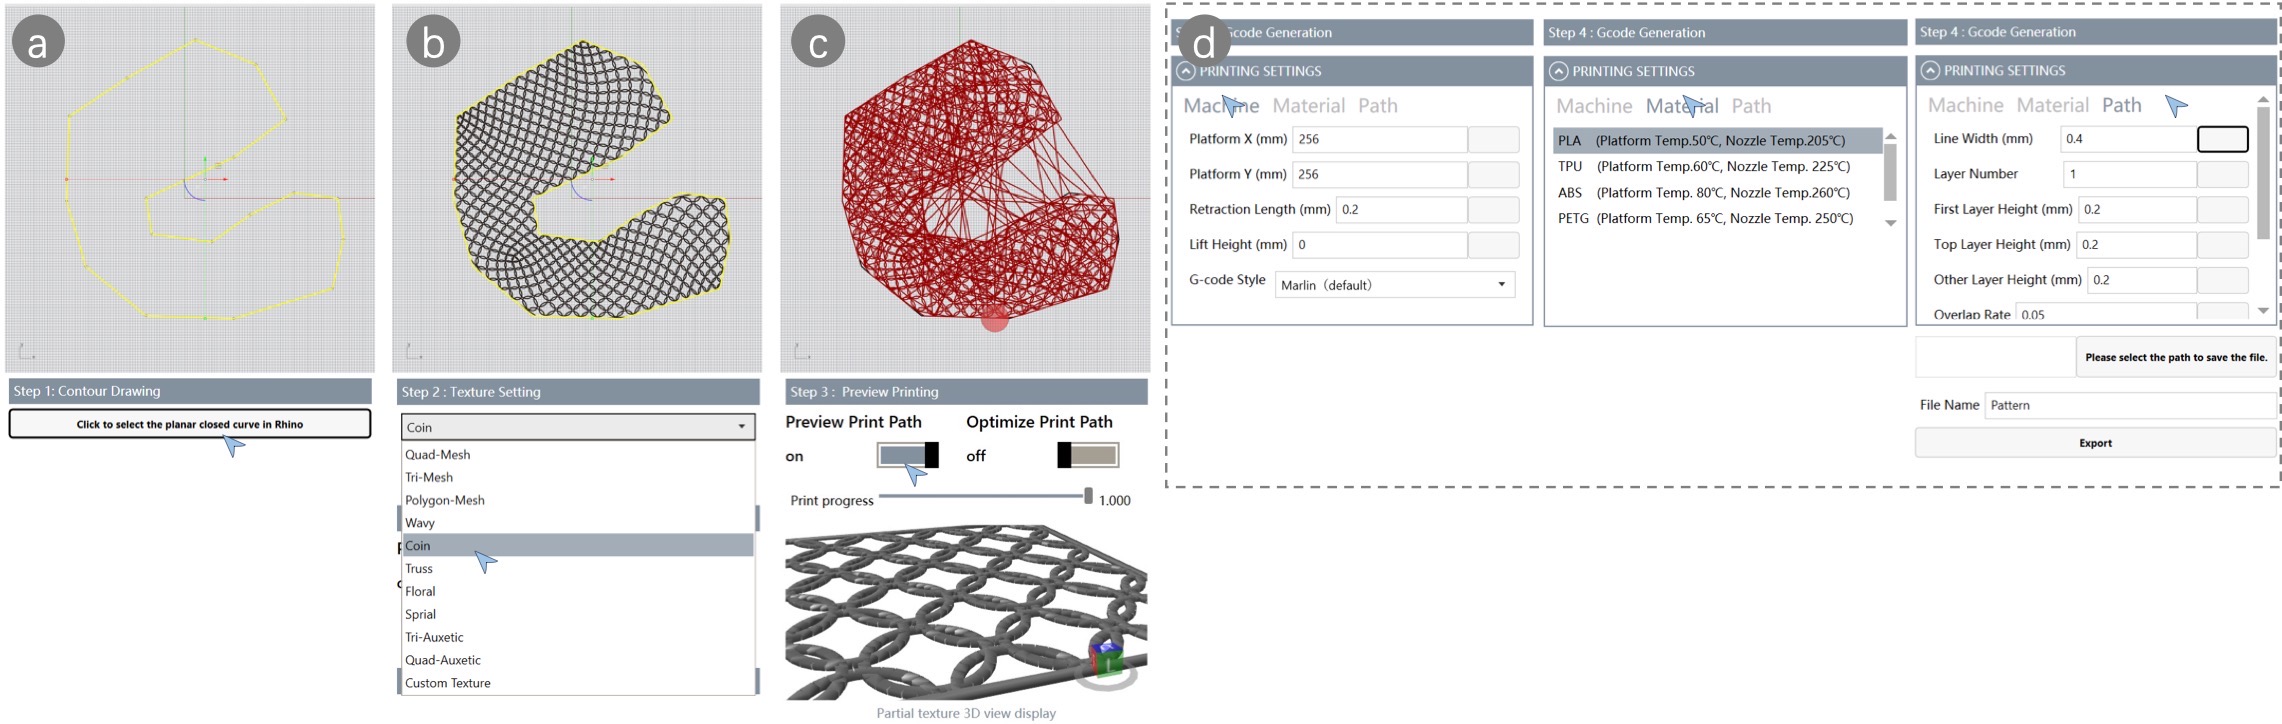 a
Step 1: Contour Drawing
Click to select the planar closed curve in Rhino
b
Step 2 : Texture Setting
Coin
Quad-Mesh
Tri-Mesh
Polygon-Mesh
Wavy
Coin
Truss
Floral
Sprial
Tri-Auxetic
Quad-Auxetic
Custom Texture
c
Step 3 : Preview Printing
Preview Print Path
Optimize Print Path
on
off
Print progress
1.000
Partial texture 3D view display
d
Gcode Generation
PRINTING SETTINGS
Machine Material Path
Platform X (mm) 256
Platform Y (mm) 256
Retraction Length (mm) 0.2
Lift Height (mm) 0
G-code Style Marlin (default)
Step 4 : Gcode Generation
PRINTING SETTINGS
Machine Material Path
PLA (Platform Temp.50℃, Nozzle Temp.205℃)
TPU (Platform Temp.60℃, Nozzle Temp. 225℃)
ABS (Platform Temp. 80℃, Nozzle Temp.260℃)
PETG (Platform Temp. 65℃, Nozzle Temp. 250℃)
Step 4 : Gcode Generation
PRINTING SETTINGS
Machine Material Path
Line Width (mm) 0.4
Layer Number 1
First Layer Height (mm) 0.2
Top Layer Height (mm) 0.2
Other Layer Height (mm) 0.2
Overlap Rate 0.05
Please select the path to save the file.
File Name Pattern
Export